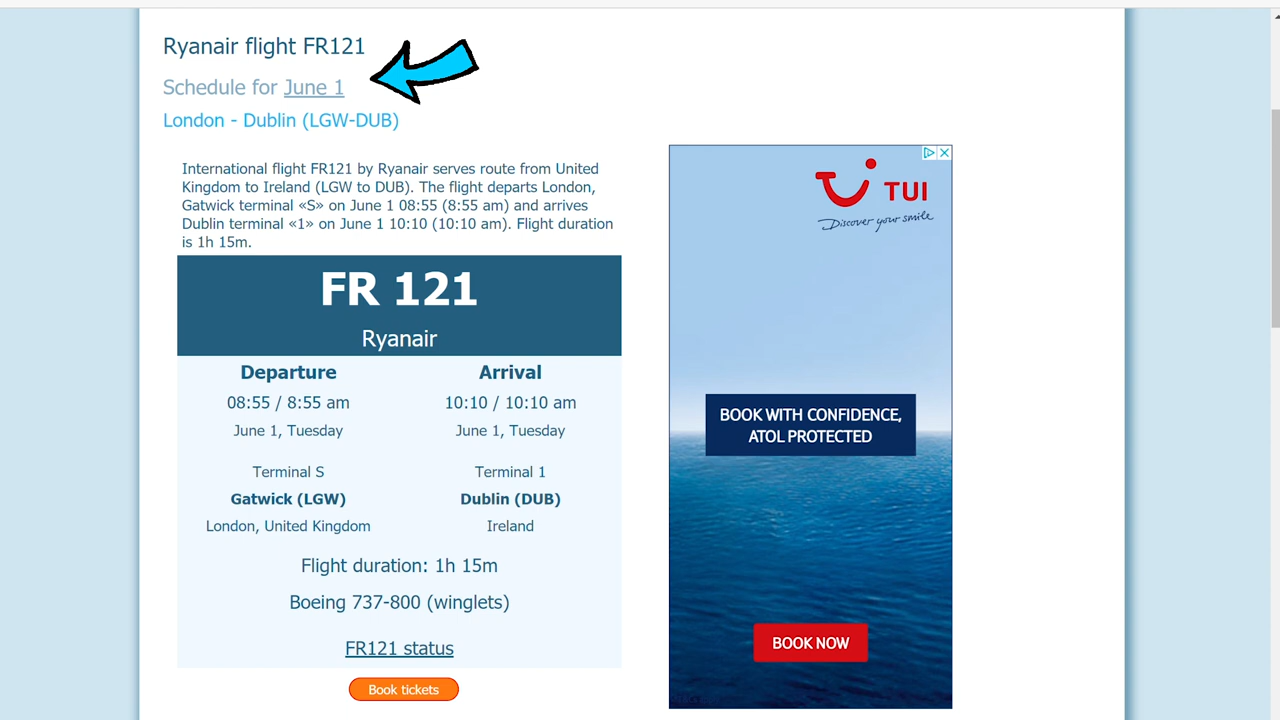 Ryanair flight FR121
Schedule for June 1
London - Dublin (LGW-DUB)
International flight FR121 by Ryanair serves route from United
Kingdom to Ireland (LGW to DUB). The flight departs London,
Gatwick terminal «S» on June 1 08:55 (8:55 am) and arrives
Dublin terminal «1» on June 1 10:10 (10:10 am). Flight duration
is 1h 15m.
FR 121
Ryanair
Departure
08:55 / 8:55 am
June 1, Tuesday
Terminal S
Gatwick (LGW)
London, United Kingdom
Arrival
10:10 / 10:10 am
June 1, Tuesday
Terminal 1
Dublin (DUB)
Ireland
Flight duration: 1h 15m
Boeing 737-800 (winglets)
FR121 status
Book tickets
TUI
Discover your smile
BOOK WITH CONFIDENCE,
ATOL PROTECTED
BOOK NOW